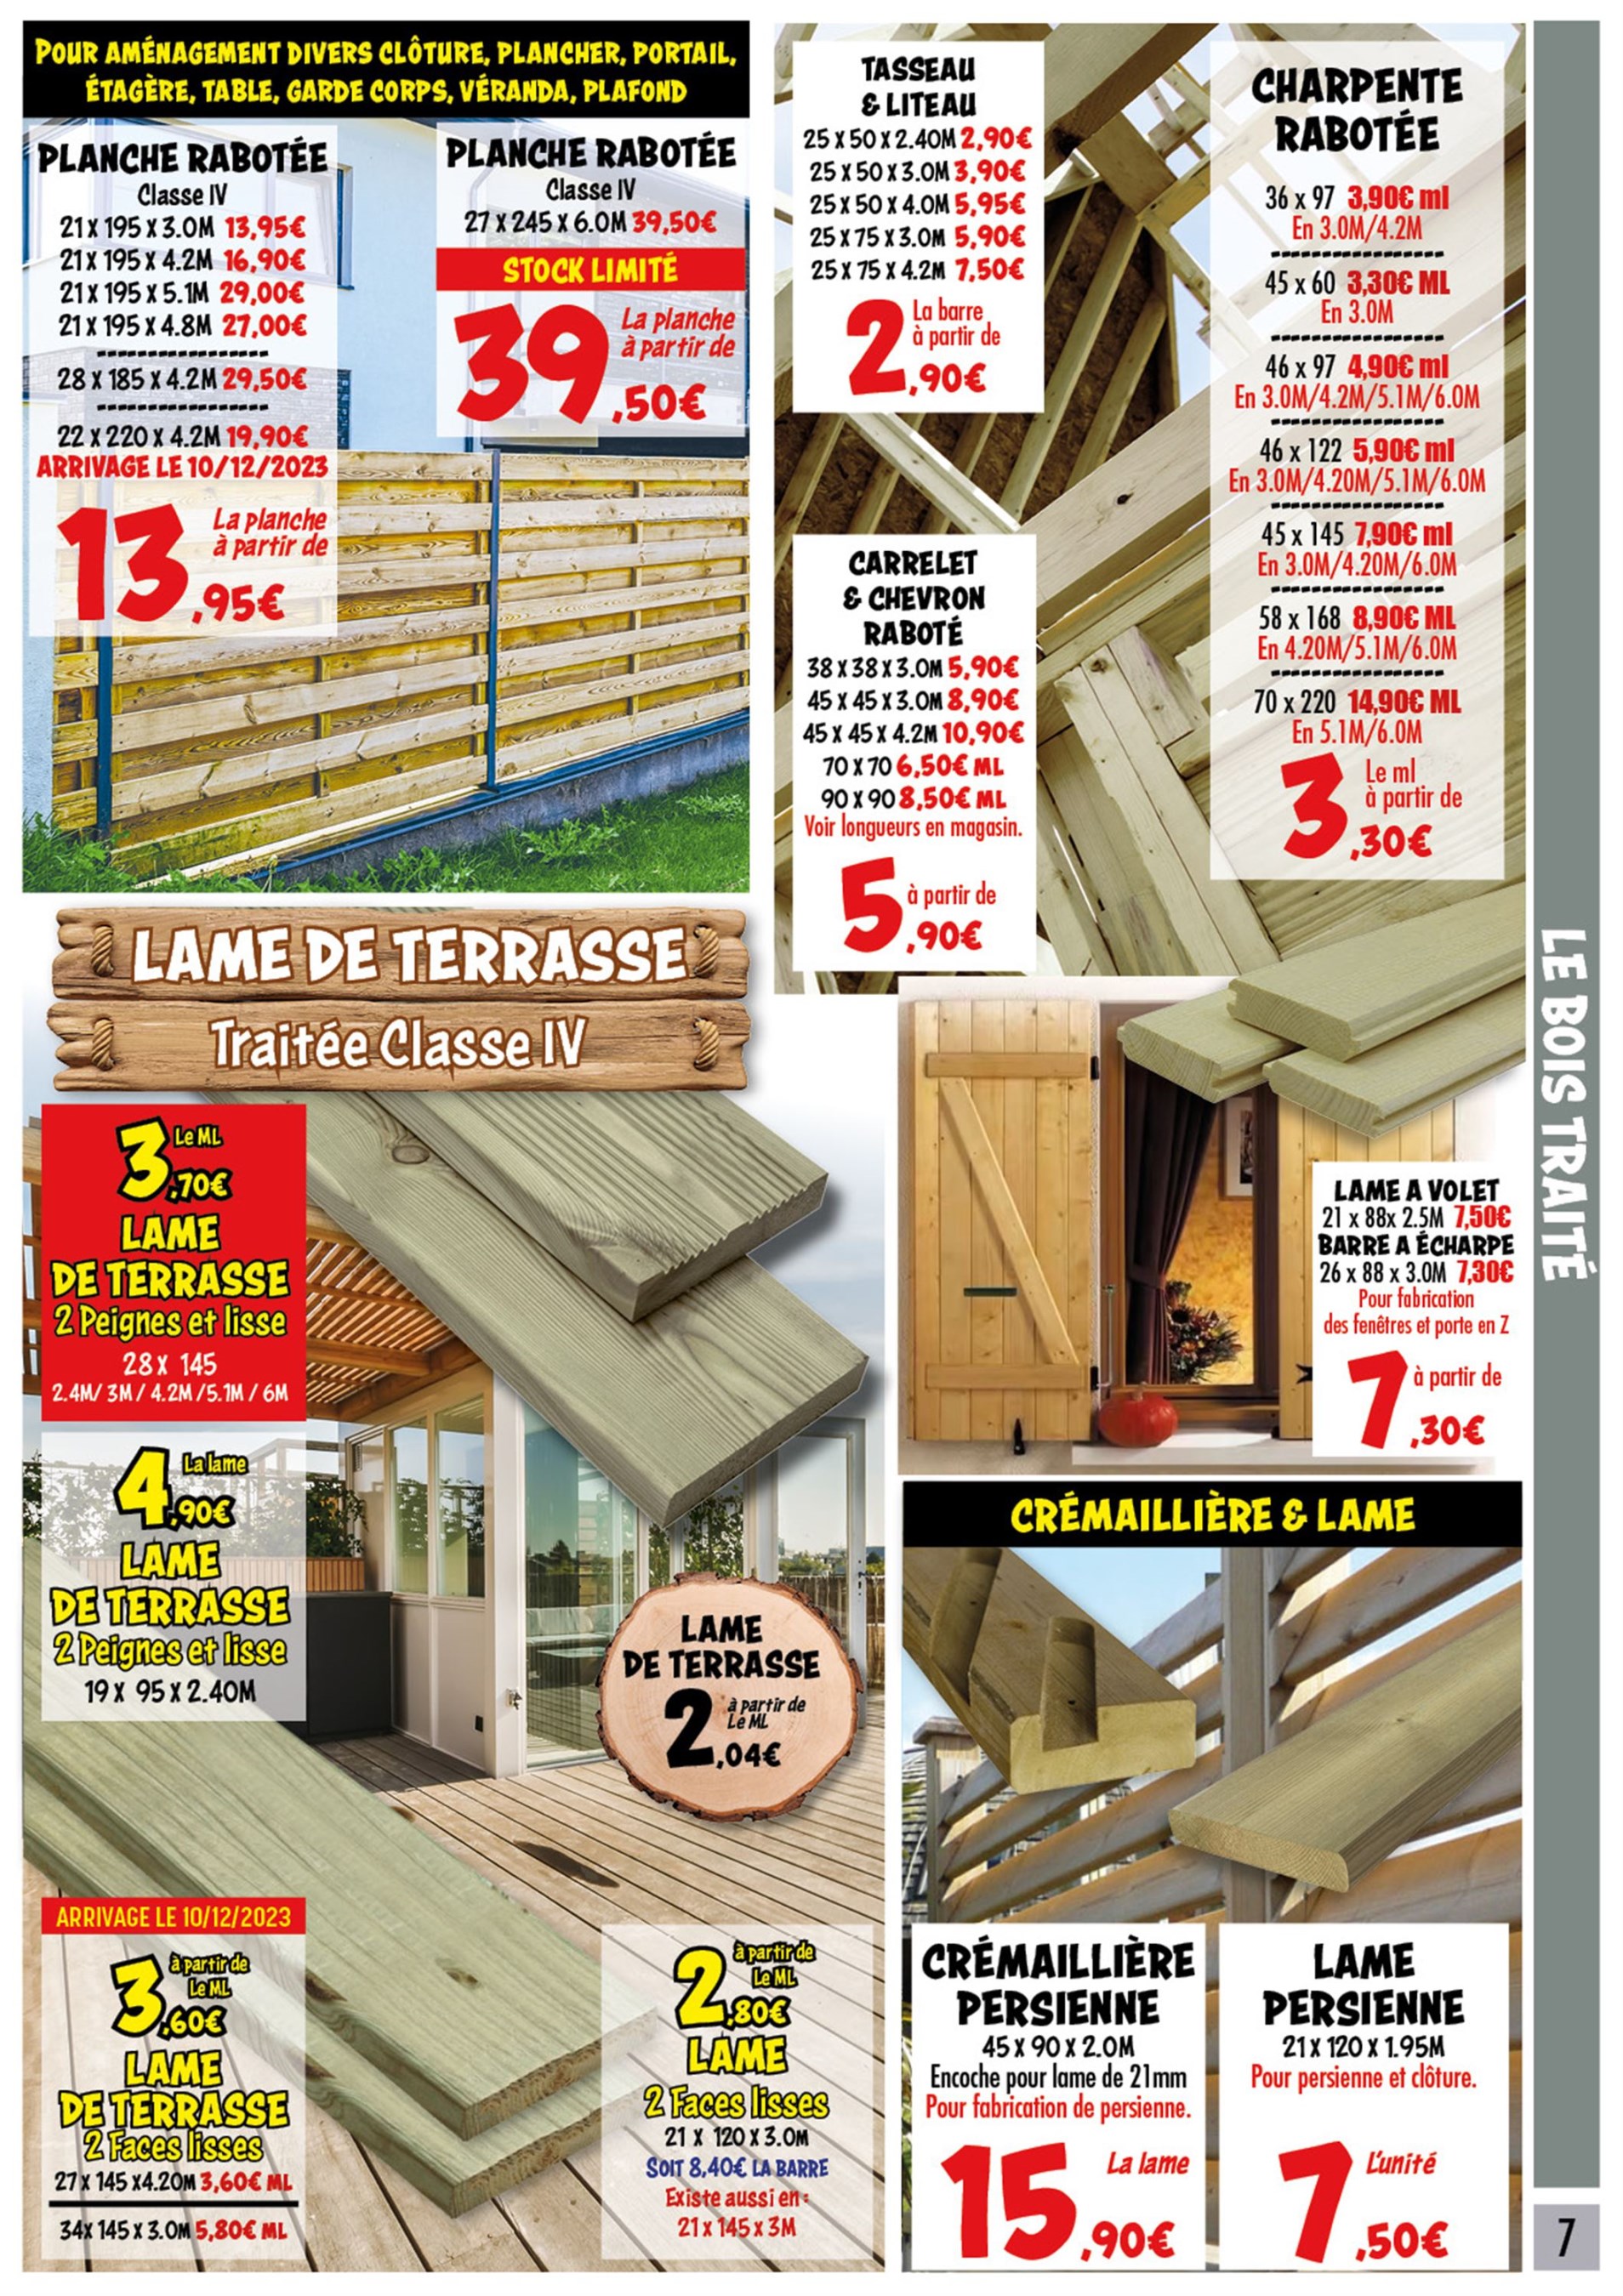 POUR AMÉNAGEMENT DIVERS CLÔTURE, PLANCHER, PORTAIL,
ÉTAGÈRE, TABLE, GARDE CORPS, VÉRANDA, PLAFOND
PLANCHE RABOTÉE
Classe IV
21 X 195 X 3.0M 13,95€
21 X 195 X 4.2M 16,90€
21 X 195 X 5.1M 29,00€
21 X 195 X 4.8M 27,00€
28 X 185 X 4.2M 29,50€
22 X 220 X 4.2M 19,90€
ARRIVAGE LE 10/12/2023
La planche
à partir de
13,95€
PLANCHE RABOTÉE
Classe IV
27 X 245 X 6.0M 39,50€
STOCK LIMITÉ
La planche
à partir de
39,50€
TASSEAU
& LITEAU
25 X 50 X 2.40M 2,90€
25 X 50 X 3.0M 3,90€
25 X 50 X 4.0M 5,95€
25 X 75 X 3.0M 5,90€
25 X 75 X 4.2M 7,50€
La barre
à partir de
2,90€
CARRELET
& CHEVRON
RABOTÉ
38 X 38 X 3.0M 5,90€
45 X 45 X 3.0M 8,90€
45 X 45 X 4.2M 10,90€
70 X 70 6,50€ ML
90 X 90 8,50€ ML
Voir longueurs en magasin.
à partir de
5,90€
CHARPENTE
RABOTÉE
36 x 97 3,90€ ml
En 3.0M/4.2M
45 x 60 3,30€ ML
En 3.0M
46 x 97 4,90€ ml
En 3.0M/4.2M/5.1M/6.0M
46 x 122 5,90€ ml
En 3.0M/4.20M/5.1M/6.0M
45 x 145 7,90€ ml
En 3.0M/4.20M/6.0M
58 x 168 8,90€ ML
En 4.20M/5.1M/6.0M
70 x 220 14,90€ ML
En 5.1M/6.0M
Le ml
à partir de
3,30€
LAME DE TERRASSE
Traitée Classe IV
3,70€ Le ML
LAME
DE TERRASSE
2 Peignes et lisse
28 X 145
2.4M/ 3M / 4.2M /5.1M / 6M
4,90€ La lame
LAME
DE TERRASSE
2 Peignes et lisse
19 X 95 X 2.40M
LAME
DE TERRASSE
à partir de
Le ML
2,04€
ARRIVAGE LE 10/12/2023
à partir de
Le ML
3,60€
LAME
DE TERRASSE
2 Faces lisses
27 X 145 X4.20M 3,60€ ML
34X 145 X 3.0M 5,80€ ML
à partir de
Le ML
2,80€
LAME
2 Faces lisses
21 X 120 X 3.0M
SOIT 8,40€ LA BARRE
Existe aussi en :
21 X 145 X 3M
LAME A VOLET
21 x 88x 2.5M 7,50€
BARRE A ÉCHARPE
26 x 88 x 3.0M 7,30€
Pour fabrication
des fenêtres et porte en Z
à partir de
7,30€
CRÉMAILLIÈRE & LAME
CRÉMAILLIÈRE
PERSIENNE
45 X 90 X 2.0M
Encoche pour lame de 21mm
Pour fabrication de persienne.
La lame
15,90€
LAME
PERSIENNE
21 X 120 X 1.95M
Pour persienne et clôture.
L'unité
7,50€
LE BOIS TRAITÉ
7